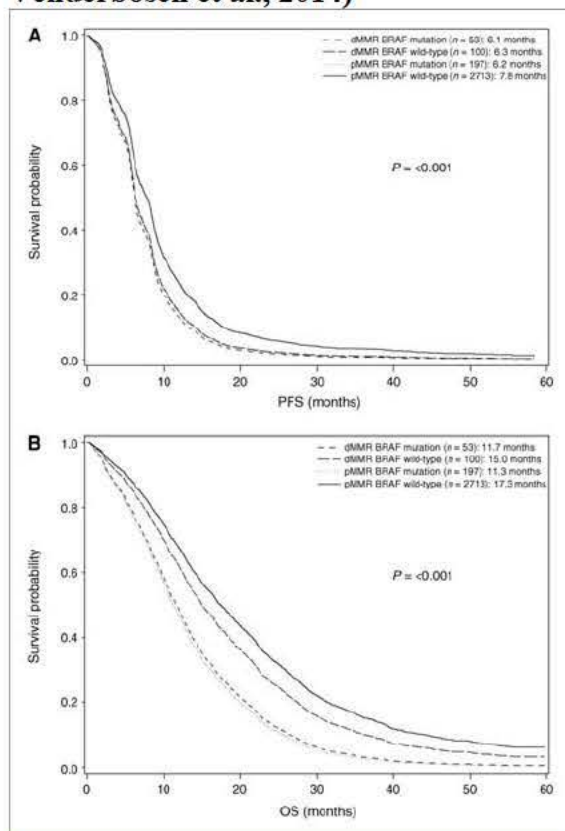 Venderbosch et al., 2014)
A
dMMR BRAF mutation (n = 53): 6.1 months
dMMR BRAF wild-type (n = 100): 6.3 months
pMMR BRAF mutation (n = 197): 6.2 months
pMMR BRAF wild-type (n = 2713): 7.8 months
P = <0.001
Survival probability
1.0
0.8
0.6
0.4
0.2
0.0
0 10 20 30 40 50 60
PFS (months)
B
dMMR BRAF mutation (n = 53): 11.7 months
dMMR BRAF wild-type (n = 100): 15.0 months
pMMR BRAF mutation (n = 197): 11.3 months
pMMR BRAF wild-type (n = 2713): 17.3 months
P = <0.001
Survival probability
1.0
0.8
0.6
0.4
0.2
0.0
0 10 20 30 40 50 60
OS (months)